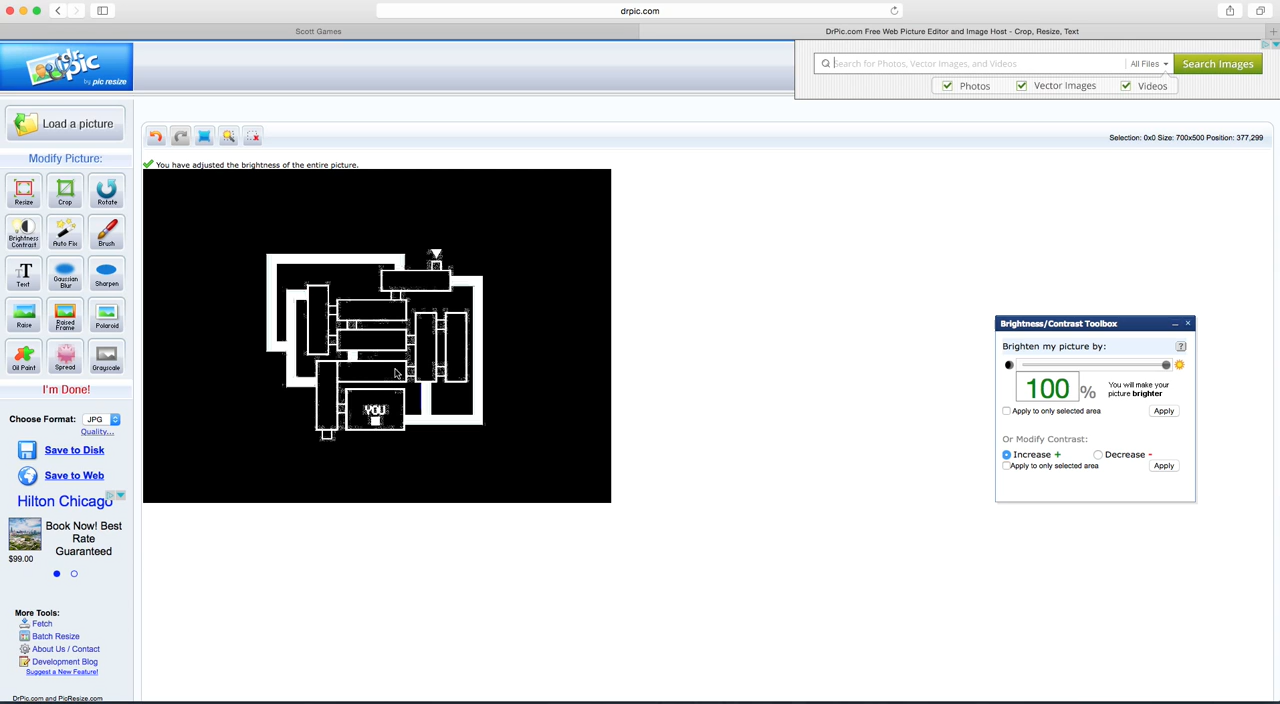 drpic.com
Scott Games
DrPic.com Free Web Picture Editor and Image Host - Crop, Resize, Text
dr.pic
by pic resize
Search for Photos, Vector Images, and Videos
All Files
Search Images
Photos
Vector Images
Videos
Load a picture
Selection: 0x0 Size: 700x500 Position: 377,299
Modify Picture:
You have adjusted the brightness of the entire picture.
Resize
Crop
Rotate
Brightness Contrast
Auto Fix
Brush
Text
Gaussian Blur
Sharpen
Raise
Raised Frame
Polaroid
Oil Paint
Spread
Grayscale
I'm Done!
Choose Format:
JPG
Quality...
Save to Disk
Save to Web
Hilton Chicago
Book Now! Best Rate Guaranteed
$99.00
More Tools:
Fetch
Batch Resize
About Us / Contact
Development Blog
Suggest a New Feature!
DrPic.com and PicResize.com
YOU
Brightness/Contrast Toolbox
Brighten my picture by:
?
100 %
You will make your picture brighter
Apply to only selected area
Apply
Or Modify Contrast:
Increase +
Decrease -
Apply to only selected area
Apply